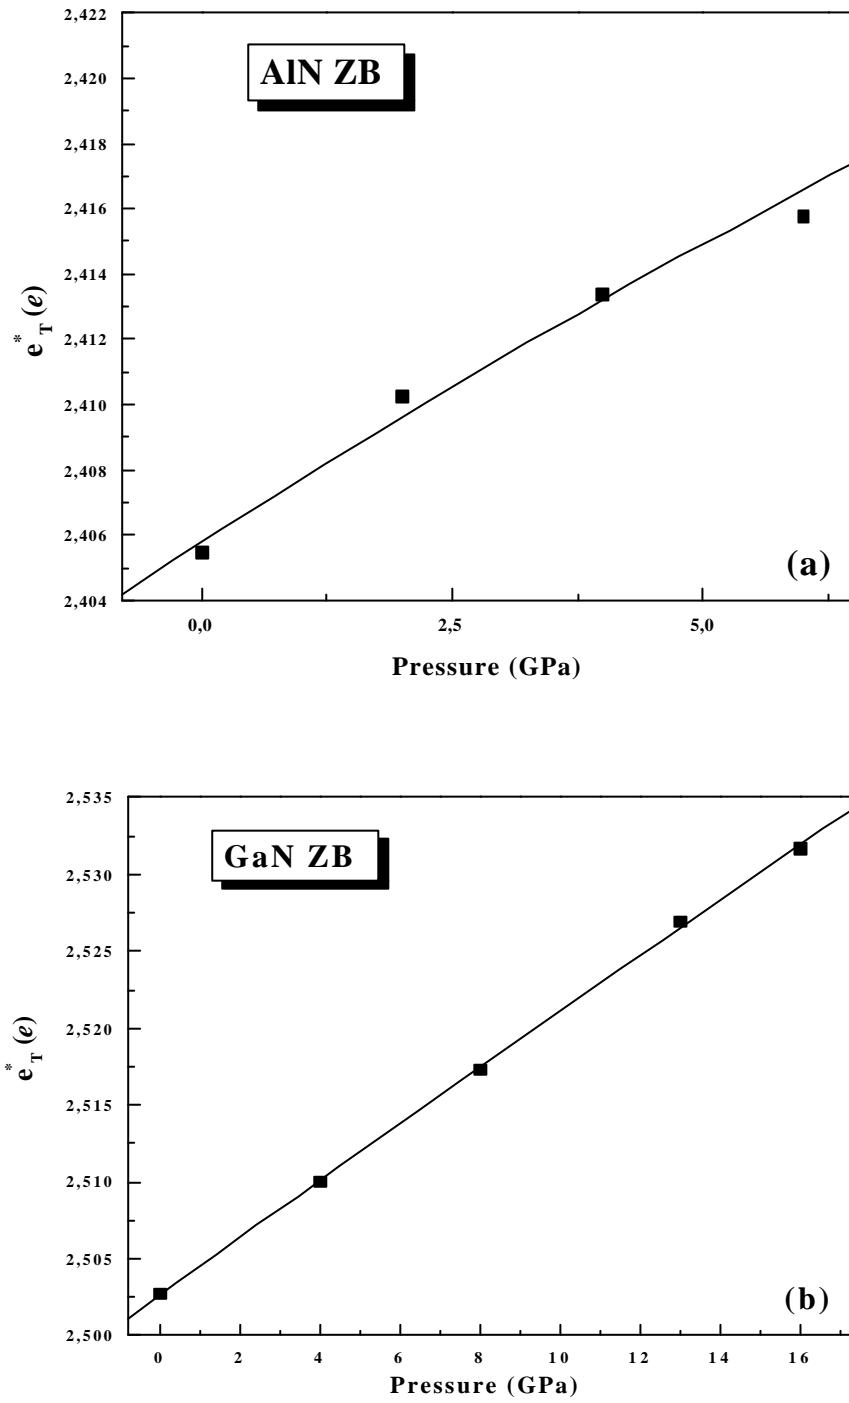 2,422
AlN ZB
2,420
2,418
2,416
2,414
2,412
2,410
2,408
2,406
2,404
e*T (e)
(a)
0,0 2,5 5,0
Pressure (GPa)
2,535
GaN ZB
2,530
2,525
2,520
2,515
2,510
2,505
2,500
e*T (e)
(b)
0 2 4 6 8 10 12 14 16
Pressure (GPa)